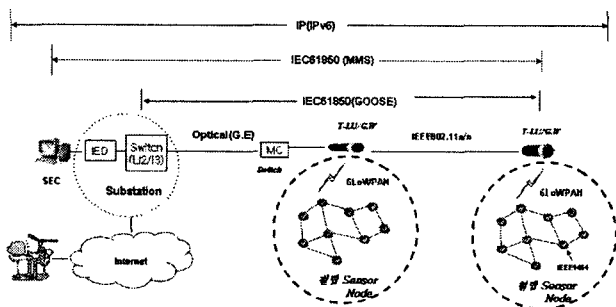 IP(IPv6)
IEC61850 (MMS)
IEC61850(GOOSE)
T-LU/G.W
T-LU/G.W
Optical(G.E)
IEEE802.11a/n
IED
Switch
(L2/l3)
MC
Switch
SEC
Substation
6LoWPAN
6LoWPAN
Internet
IEEE1464
Sensor
Node
Sensor
Node